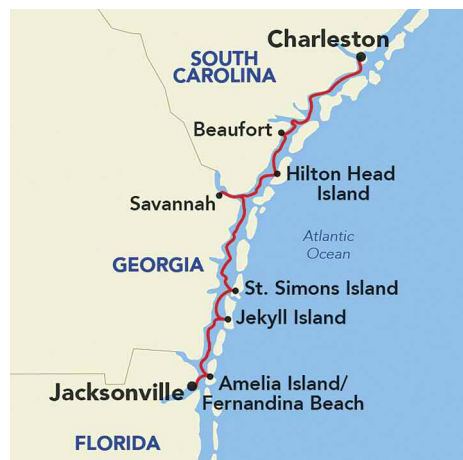 Charleston
SOUTH
CAROLINA
Beaufort
Hilton Head
Island
Savannah
Atlantic
Ocean
GEORGIA
St. Simons Island
Jekyll Island
Amelia Island/
Fernandina Beach
Jacksonville
FLORIDA